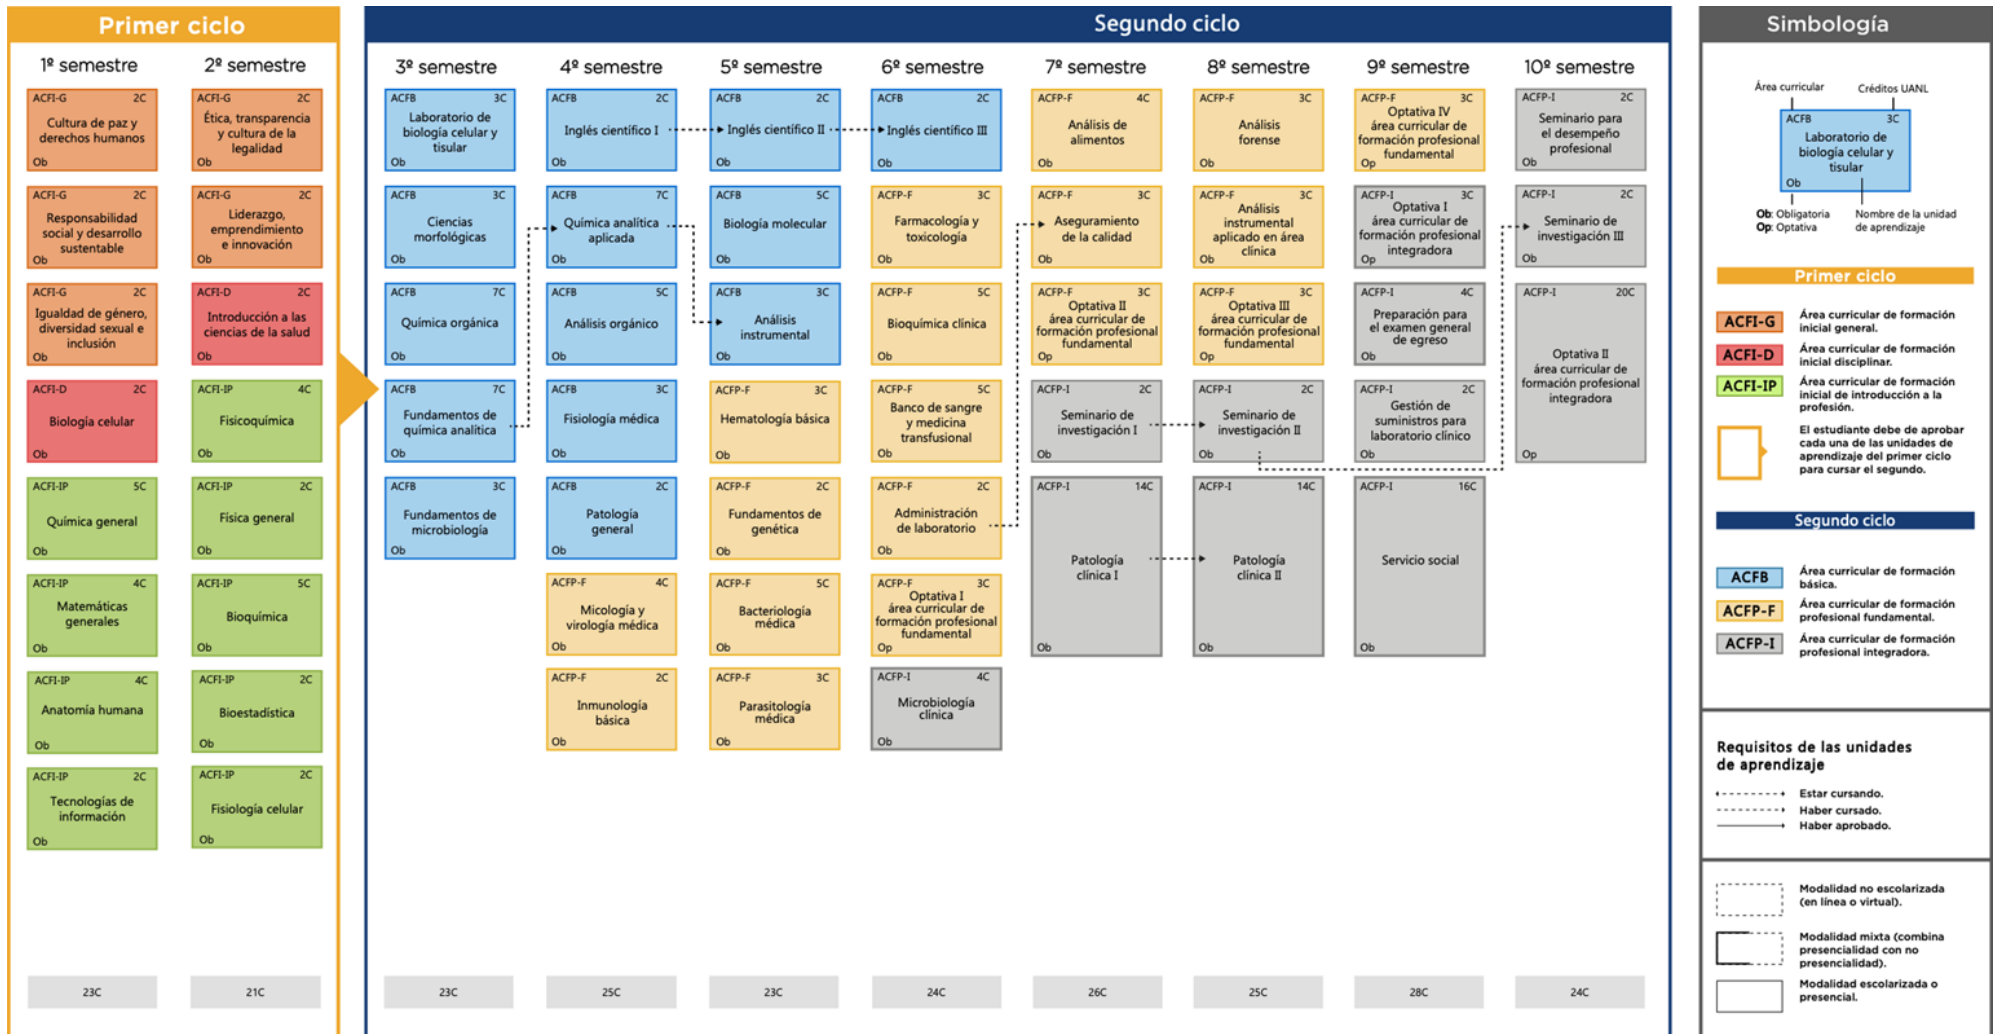 Primer ciclo
1º semestre
ACFI-G 2C
Cultura de paz y
derechos humanos
Ob
ACFI-G 2C
Responsabilidad
social y desarrollo
sustentable
Ob
ACFI-G 2C
Igualdad de género,
diversidad sexual e
inclusión
Ob
ACFI-D 2C
Biología celular
Ob
ACFI-IP 5C
Química general
Ob
ACFI-IP 4C
Matemáticas
generales
Ob
ACFI-IP 4C
Anatomía humana
Ob
ACFI-IP 2C
Tecnologías de
información
Ob
23C
2º semestre
ACFI-G 2C
Ética, transparencia
y cultura de la
legalidad
Ob
ACFI-G 2C
Liderazgo,
emprendimiento
e innovación
Ob
ACFI-D 2C
Introducción a las
ciencias de la salud
Ob
ACFI-IP 4C
Fisicoquímica
Ob
ACFI-IP 2C
Física general
Ob
ACFI-IP 5C
Bioquímica
Ob
ACFI-IP 2C
Bioestadística
Ob
ACFI-IP 2C
Fisiología celular
Ob
21C
Segundo ciclo
3º semestre
ACFB 3C
Laboratorio de
biología celular y
tisular
Ob
ACFB 3C
Ciencias
morfológicas
Ob
ACFB 7C
Química orgánica
Ob
ACFB 7C
Fundamentos de
química analítica
Ob
ACFB 3C
Fundamentos de
microbiología
Ob
23C
4º semestre
ACFB 2C
Inglés científico I
Ob
ACFB 7C
Química analítica
aplicada
Ob
ACFB 5C
Análisis orgánico
Ob
ACFB 3C
Fisiología médica
Ob
ACFB 2C
Patología
general
Ob
ACFP-F 4C
Micología y
virología médica
Ob
ACFP-F 2C
Inmunología
básica
Ob
25C
5º semestre
ACFB 2C
Inglés científico II
Ob
ACFB 5C
Biología molecular
Ob
ACFB 3C
Análisis
instrumental
Ob
ACFP-F 3C
Hematología básica
Ob
ACFP-F 2C
Fundamentos de
genética
Ob
ACFP-F 5C
Bacteriología
médica
Ob
ACFP-F 3C
Parasitología
médica
Ob
23C
6º semestre
ACFB 2C
Inglés científico III
Ob
ACFP-F 3C
Farmacología y
toxicología
Ob
ACFP-F 5C
Bioquímica clínica
Ob
ACFP-F 5C
Banco de sangre
y medicina
transfusional
Ob
ACFP-F 2C
Administración
de laboratorio
Ob
ACFP-F 3C
Optativa I
área curricular de
formación profesional
fundamental
Op
ACFP-I 4C
Microbiología
clínica
Ob
24C
7º semestre
ACFP-F 4C
Análisis de
alimentos
Ob
ACFP-F 3C
Aseguramiento
de la calidad
Ob
ACFP-F 3C
Optativa II
área curricular de
formación profesional
fundamental
Op
ACFP-I 2C
Seminario de
investigación I
Ob
ACFP-I 14C
Patología
clínica I
Ob
26C
8º semestre
ACFP-F 3C
Análisis
forense
Ob
ACFP-F 3C
Análisis
instrumental
aplicado en área
clínica
Ob
ACFP-F 3C
Optativa III
área curricular de
formación profesional
fundamental
Op
ACFP-I 2C
Seminario de
investigación II
Ob
ACFP-I 14C
Patología
clínica II
Ob
25C
9º semestre
ACFP-F 3C
Optativa IV
área curricular de
formación profesional
fundamental
Op
ACFP-I 3C
Optativa I
área curricular de
formación profesional
integradora
Op
ACFP-I 4C
Preparación para
el examen general
de egreso
Ob
ACFP-I 2C
Gestión de
suministros para
laboratorio clínico
Ob
ACFP-I 16C
Servicio social
Ob
28C
10º semestre
ACFP-I 2C
Seminario para
el desempeño
profesional
Ob
ACFP-I 2C
Seminario de
investigación III
Ob
ACFP-I 20C
Optativa II
área curricular de
formación profesional
integradora
Op
24C
Simbología
Área curricular Créditos UANL
ACFB 3C
Laboratorio de
biología celular y
tisular
Ob
Ob: Obligatoria
Op: Optativa
Nombre de la unidad
de aprendizaje
Primer ciclo
ACFI-G
Área curricular de formación
inicial general.
ACFI-D
Área curricular de formación
inicial disciplinar.
ACFI-IP
Área curricular de formación
inicial de introducción a la
profesión.
El estudiante debe de aprobar
cada una de las unidades de
aprendizaje del primer ciclo
para cursar el segundo.
Segundo ciclo
ACFB
Área curricular de formación
básica.
ACFP-F
Área curricular de formación
profesional fundamental.
ACFP-I
Área curricular de formación
profesional integradora.
Requisitos de las unidades
de aprendizaje
Estar cursando.
Haber cursado.
Haber aprobado.
Modalidad no escolarizada
(en línea o virtual).
Modalidad mixta (combina
presencialidad con no
presencialidad).
Modalidad escolarizada o
presencial.